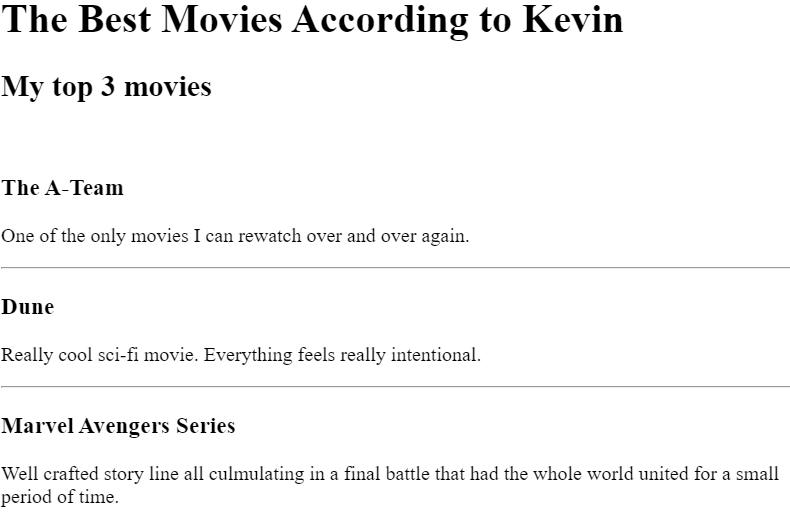 The Best Movies According to Kevin
My top 3 movies
The A-Team
One of the only movies I can rewatch over and over again.
Dune
Really cool sci-fi movie. Everything feels really intentional.
Marvel Avengers Series
Well crafted story line all culmulating in a final battle that had the whole world united for a small
period of time.